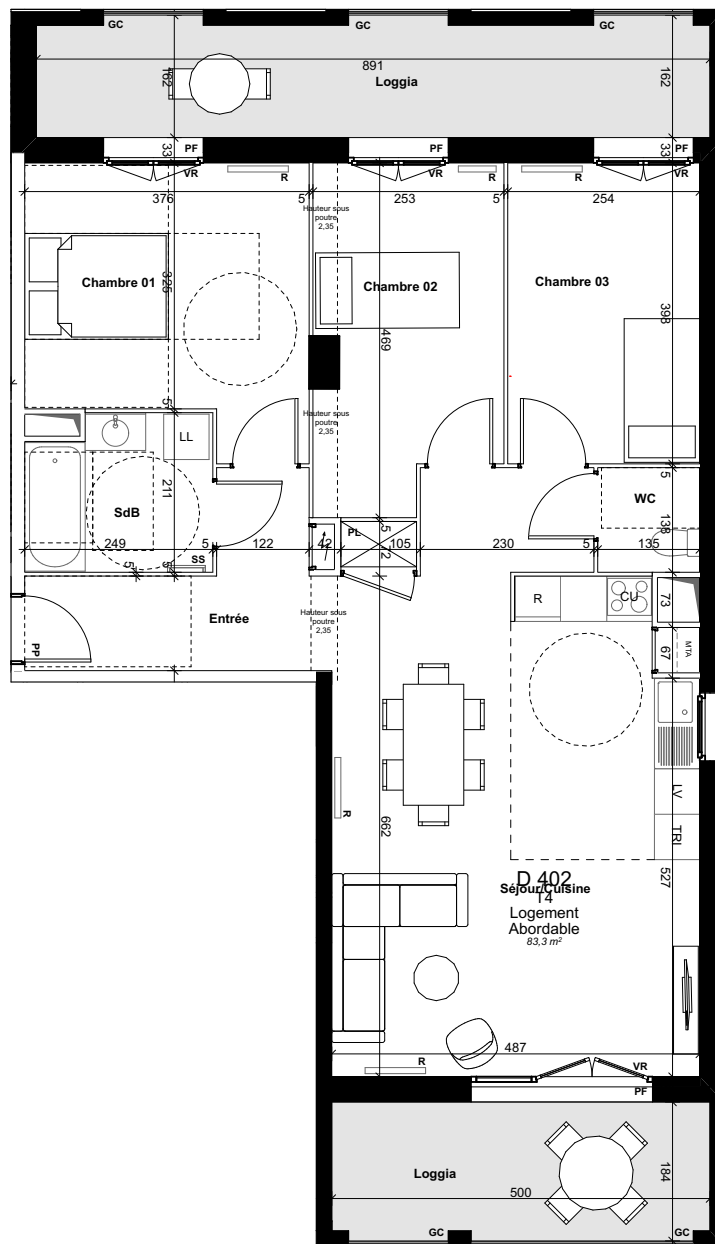 GC
GC
GC
162
891
162
Loggia
33
PF
PF
33
PF
VR
R
VR
R
R
VR
376
5
Hauteur sous
poutre
2,35
253
5
254
Chambre 01
325
Chambre 02
Chambre 03
469
398
5
Hauteur sous
poutre
2,35
LL
211
SdB
5
WC
138
249
5
122
42
PL
5
72
105
230
5
135
5
SS
5
Entrée
Hauteur sous
poutre
2,35
PP
R
CU
73
67
MTA
R
662
LV
TRI
527
D 402
Séjour/Cuisine
T4
Logement
Abordable
83,3 m²
487
R
VR
PF
Loggia
184
500
GC
GC